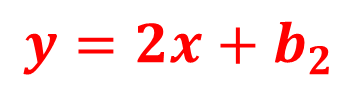 y = 2x + b₂